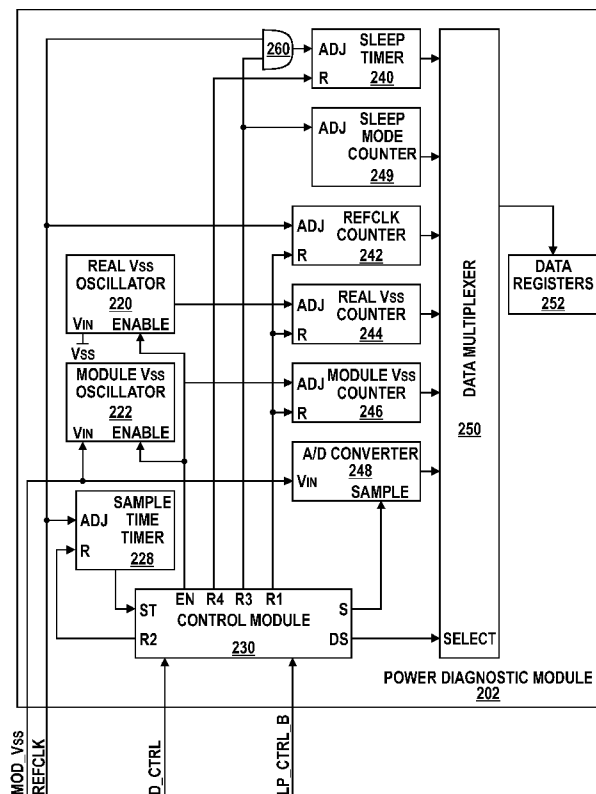 260
ADJ
R
SLEEP
TIMER
240
ADJ
SLEEP
MODE
COUNTER
249
ADJ
R
REFCLK
COUNTER
242
REAL VSS
OSCILLATOR
220
VIN
ENABLE
VSS
ADJ
R
REAL VSS
COUNTER
244
MODULE VSS
OSCILLATOR
222
VIN
ENABLE
ADJ
R
MODULE VSS
COUNTER
246
A/D CONVERTER
248
VIN
SAMPLE
DATA MULTIPLEXER
250
SELECT
DATA
REGISTERS
252
ADJ
R
SAMPLE
TIME
TIMER
228
EN R4 R3 R1
ST
R2
CONTROL MODULE
230
S
DS
POWER DIAGNOSTIC MODULE
202
MOD_VSS
REFCLK
D_CTRL
LP_CTRL_B